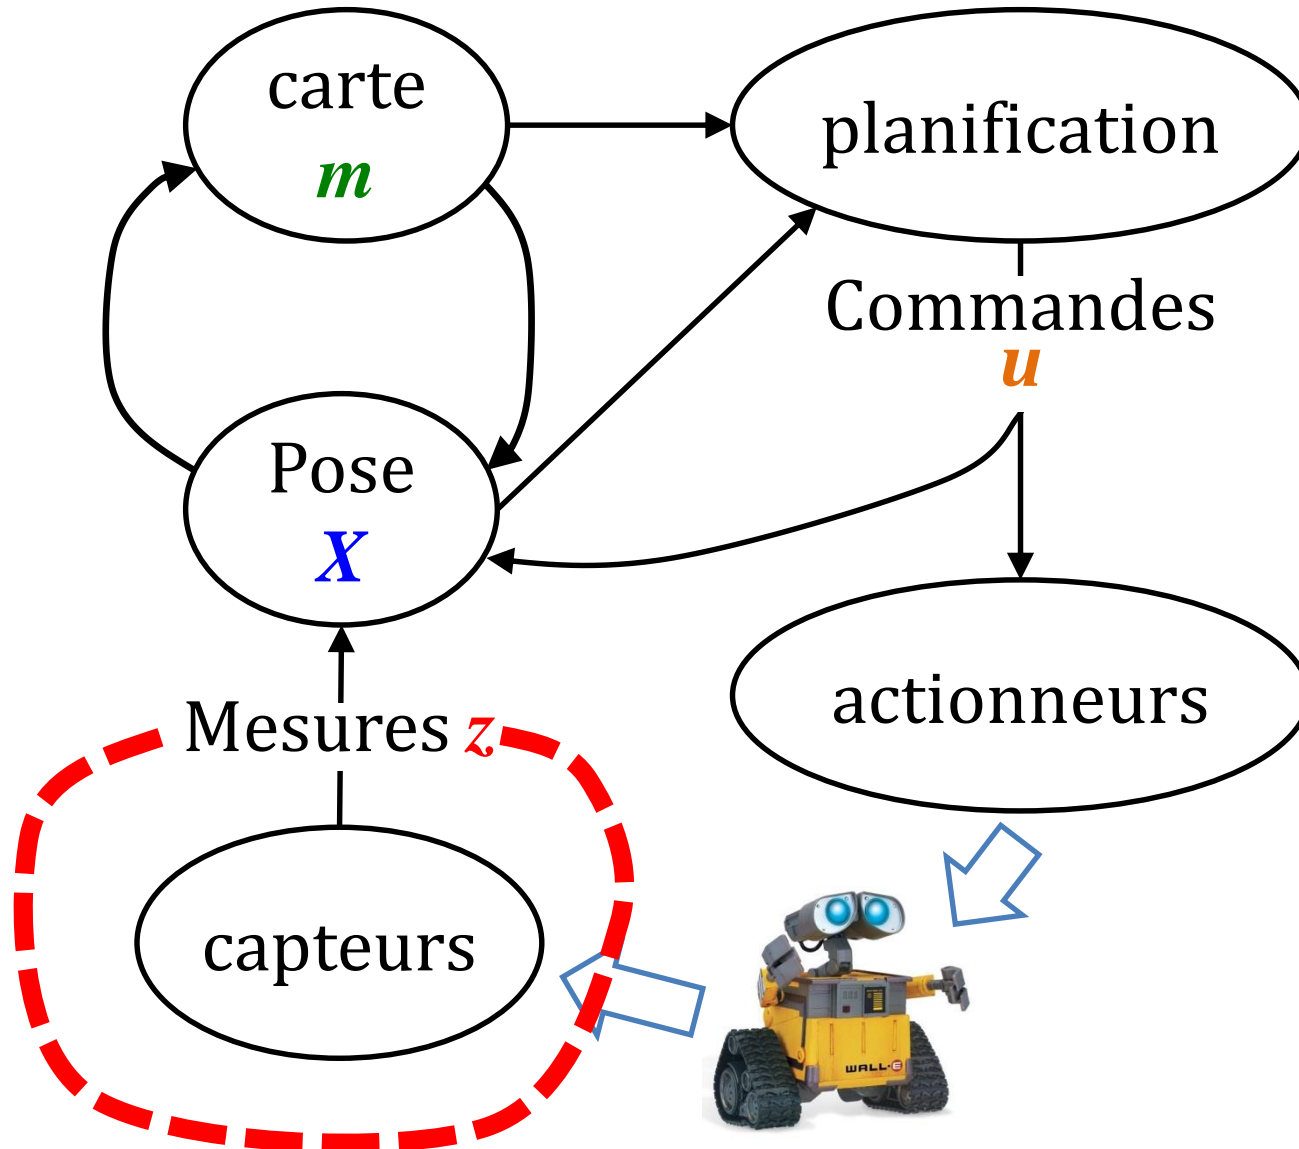 carte
m
planification
Commandes
u
Pose
X
Mesures z
actionneurs
capteurs
WALL•E